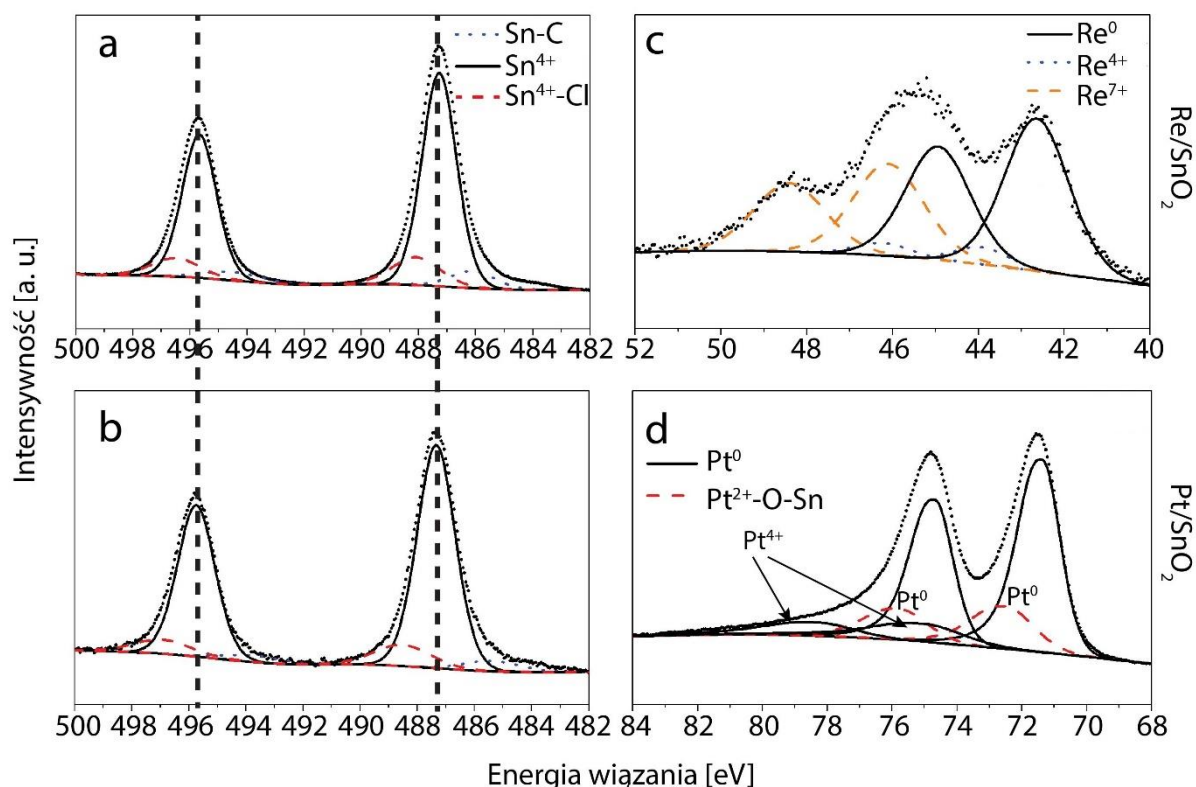 a
Sn-C
Sn⁴⁺
Sn⁴⁺-Cl
500 498 496 494 492 490 488 486 484 482
c
Re⁰
Re⁴⁺
Re⁷⁺
52 50 48 46 44 42 40
Re/SnO₂
Intensywność [a. u.]
b
500 498 496 494 492 490 488 486 484 482
d
Pt⁰
Pt²⁺-O-Sn
Pt⁴⁺
Pt⁰
Pt⁰
84 82 80 78 76 74 72 70 68
Pt/SnO₂
Energia wiązania [eV]